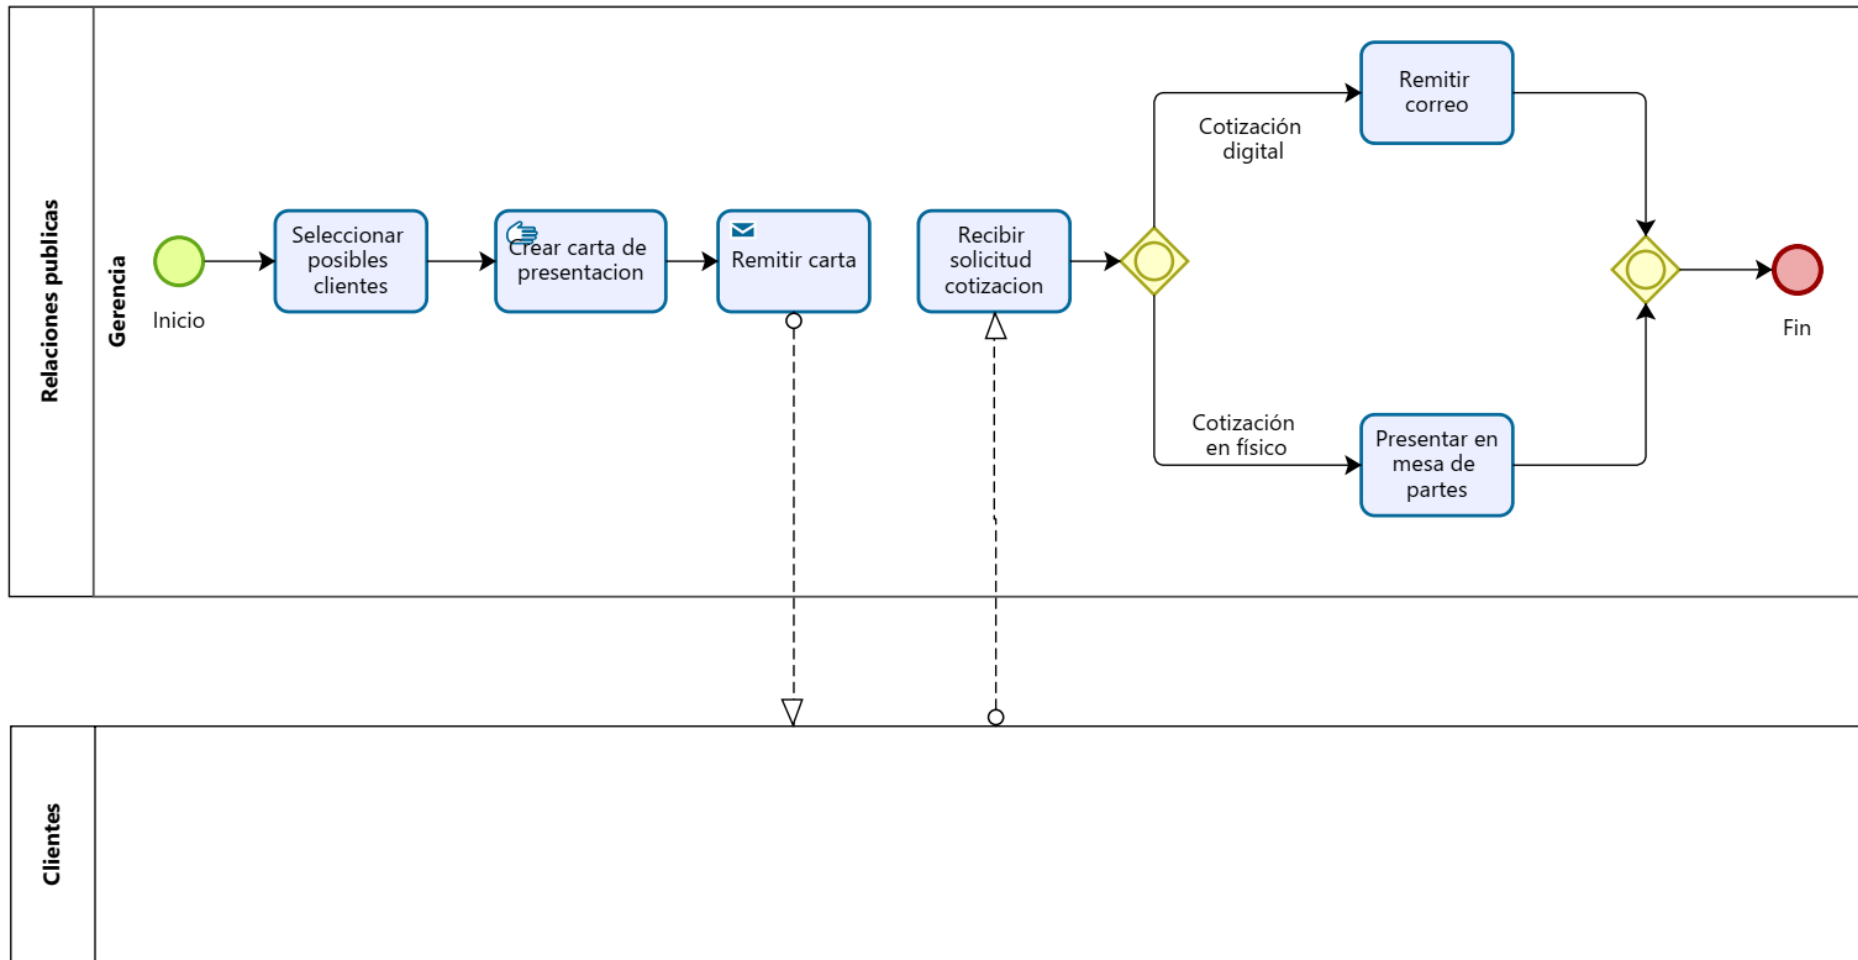 Relaciones publicas
Gerencia
Inicio
Seleccionar
posibles
clientes
Crear carta de
presentacion
Remitir carta
Recibir
solicitud
cotizacion
Cotización
digital
Remitir
correo
Cotización
en físico
Presentar en
mesa de
partes
Fin
Clientes